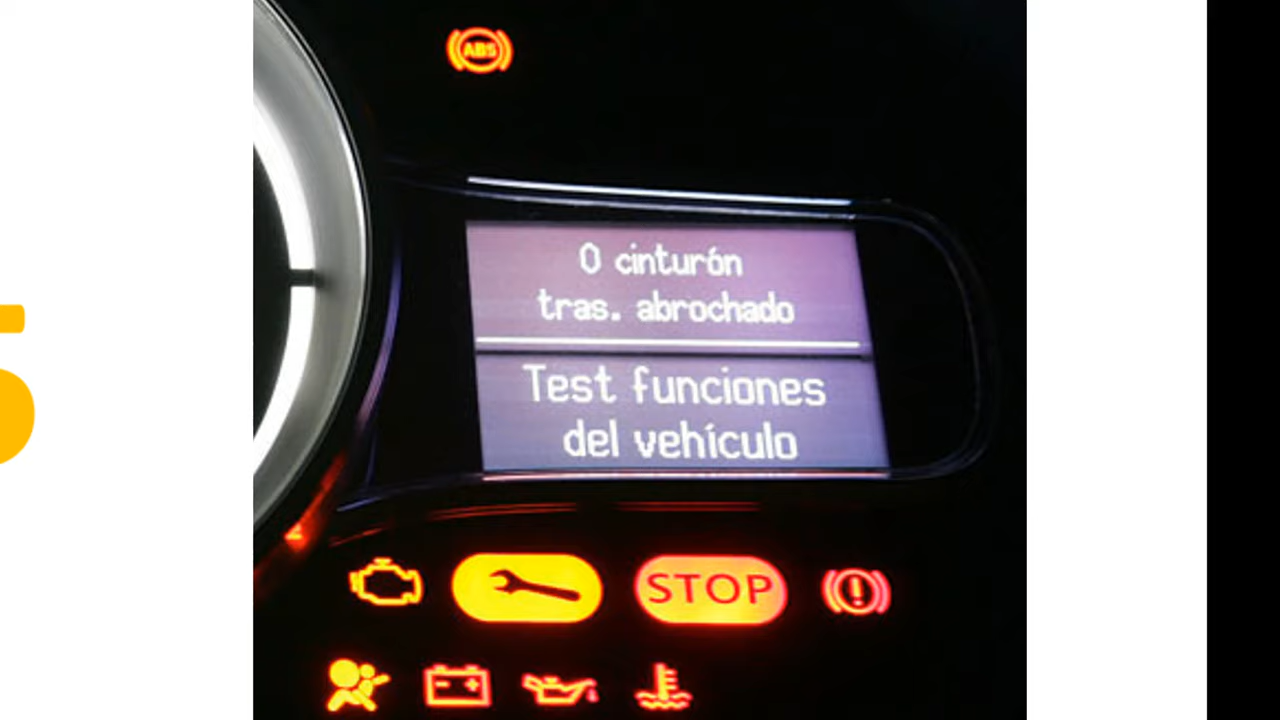 ABS
0 cinturón
tras. abrochado
Test funciones
del vehículo
STOP